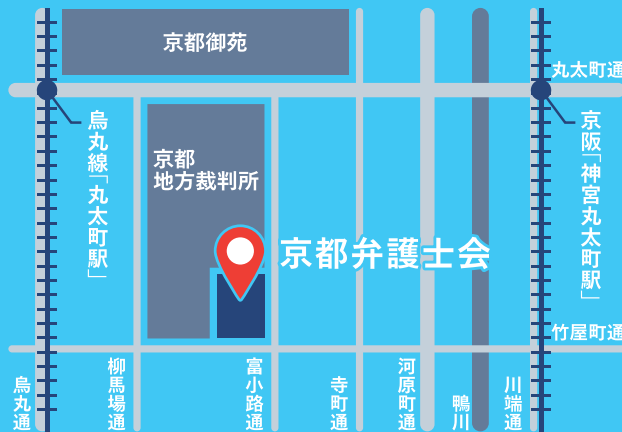 京都御苑
丸太町通
烏丸線「丸太町駅」
京都
地方裁判所
京阪「神宮丸太町駅」
京都弁護士会
竹屋町通
烏丸通
柳馬場通
富小路通
寺町通
河原町通
鴨川
川端通